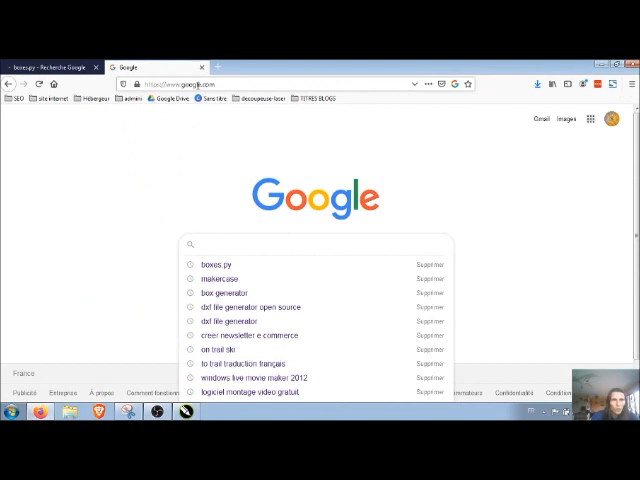 boxes.py - Recherche Google
Google
https://www.google.com
SEO
site internet
Hébergeur
admini
Google Drive
Sans titre
decoupeuse-laser
TITRES BLOGS
Gmail
Images
Google
boxes.py Supprimer
makercase Supprimer
box generator Supprimer
dxf file generator open source Supprimer
dxf file generator Supprimer
creer newsletter e commerce Supprimer
on trail ski Supprimer
to trail traduction français Supprimer
windows live movie maker 2012 Supprimer
logiciel montage video gratuit Supprimer
France
Publicité
Entreprise
À propos
Comment fonctionn
Confidentialité
Condition
FR